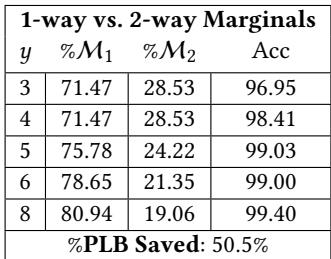 1-way vs. 2-way Marginals
y %M₁ %M₂ Acc
3 71.47 28.53 96.95
4 71.47 28.53 98.41
5 75.78 24.22 99.03
6 78.65 21.35 99.00
8 80.94 19.06 99.40
%PLB Saved: 50.5%